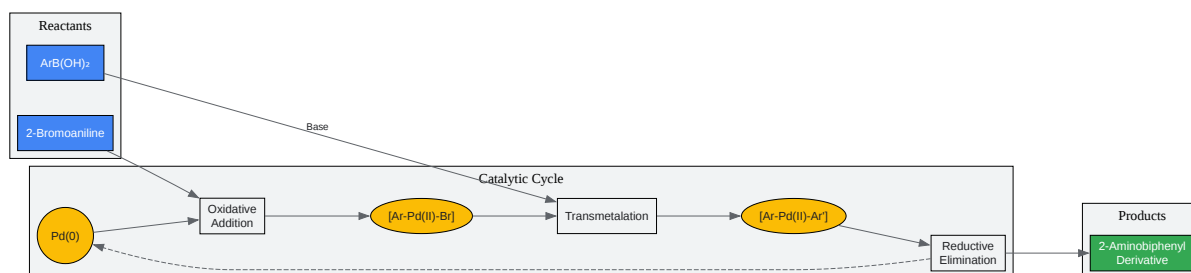 Reactants
ArB(OH)₂
2-Bromoaniline
Base
Catalytic Cycle
Pd(0)
Oxidative
Addition
[Ar-Pd(II)-Br]
Transmetalation
[Ar-Pd(II)-Ar']
Reductive
Elimination
Products
2-Aminobiphenyl
Derivative